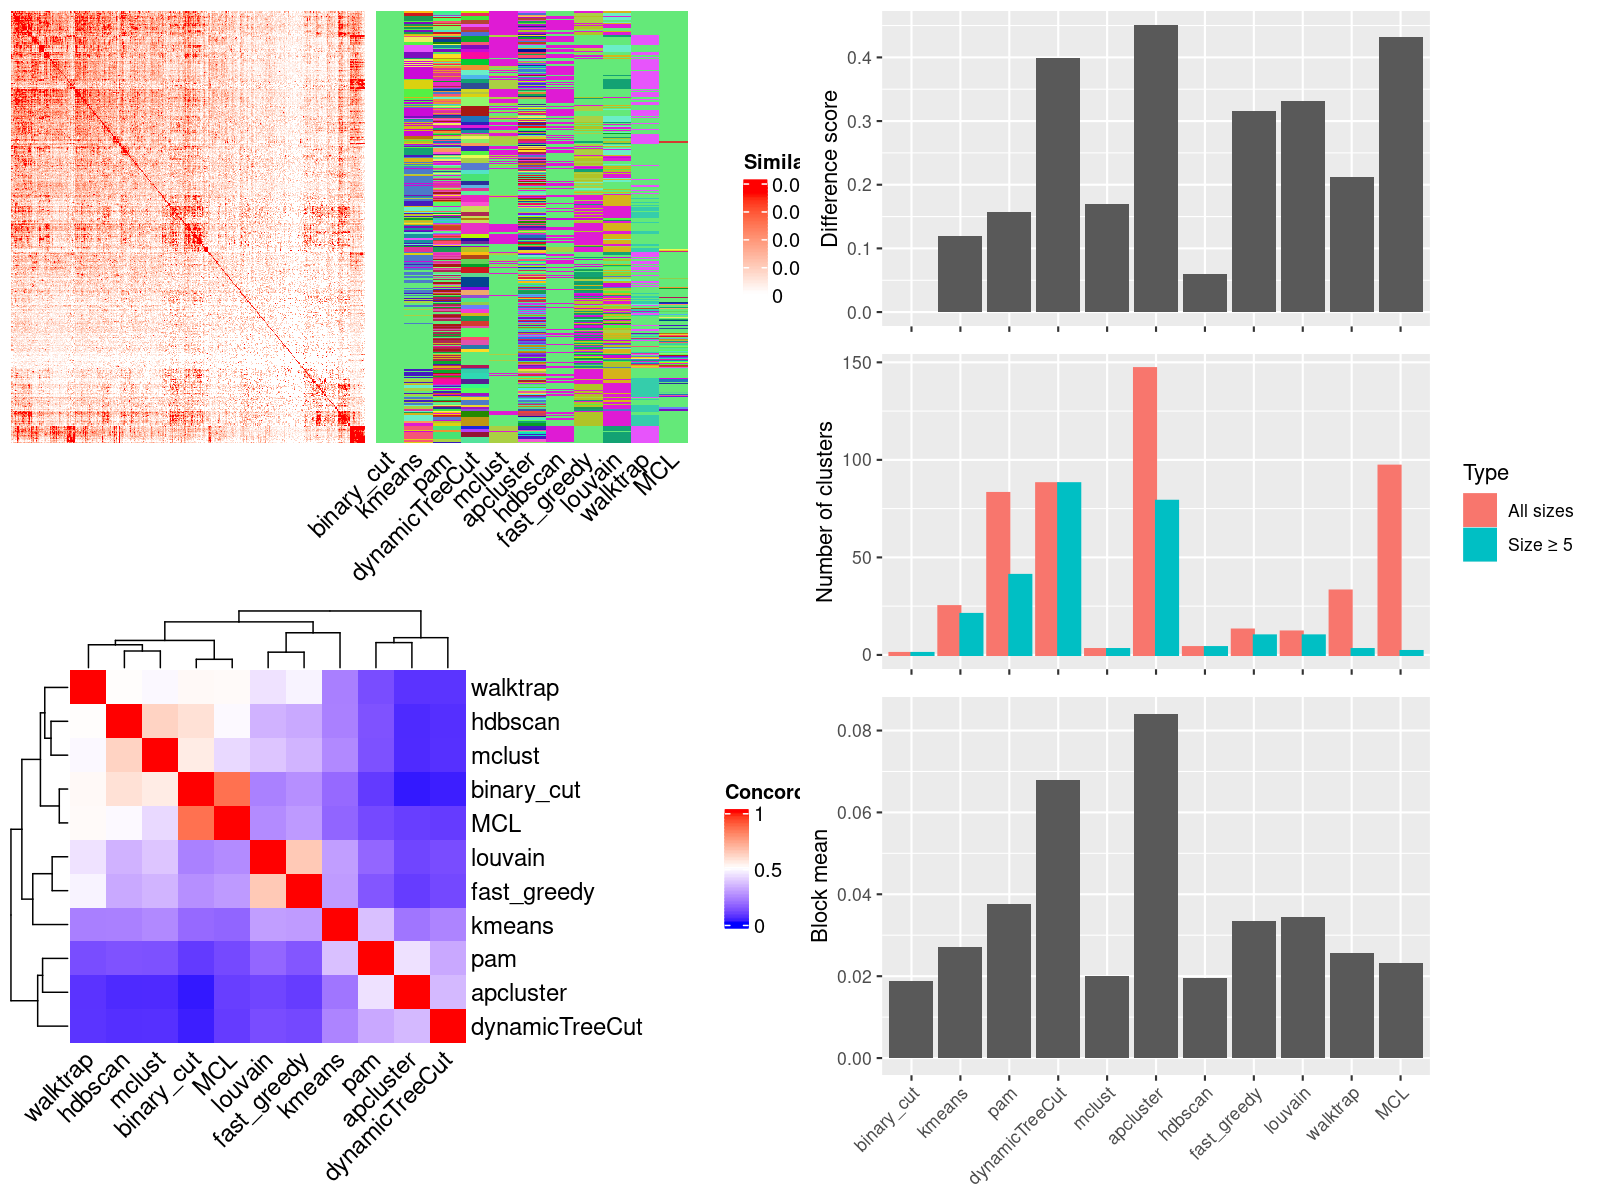 Simila
0.0
0.0
0.0
0.0
0
binary_cut
kmeans
pam
dynamicTreeCut
mclust
apcluster
hdbscan
fast_greedy
louvain
walktrap
MCL
walktrap
hdbscan
mclust
binary_cut
MCL
louvain
fast_greedy
kmeans
pam
apcluster
dynamicTreeCut
walktrap
hdbscan
mclust
binary_cut
MCL
louvain
fast_greedy
kmeans
pam
apcluster
dynamicTreeCut
Concord
1
0.5
0
Difference score
0.4
0.3
0.2
0.1
0.0
Number of clusters
150
100
50
0
Type
All sizes
Size ≥ 5
Block mean
0.08
0.06
0.04
0.02
0.00
binary_cut
kmeans
pam
dynamicTreeCut
mclust
apcluster
hdbscan
fast_greedy
louvain
walktrap
MCL